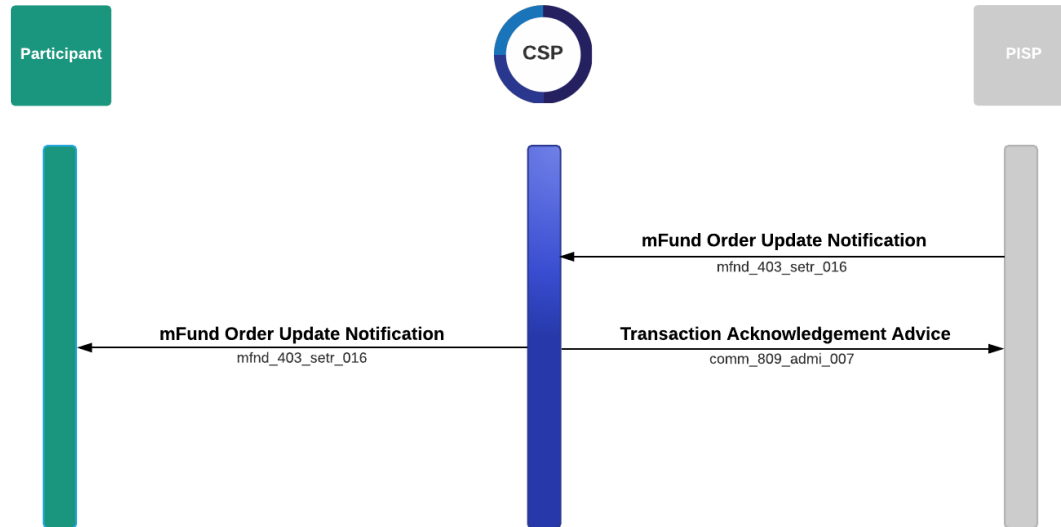 Participant
CSP
PISP
mFund Order Update Notification
mfnd_403_setr_016
mFund Order Update Notification
mfnd_403_setr_016
Transaction Acknowledgement Advice
comm_809_admi_007